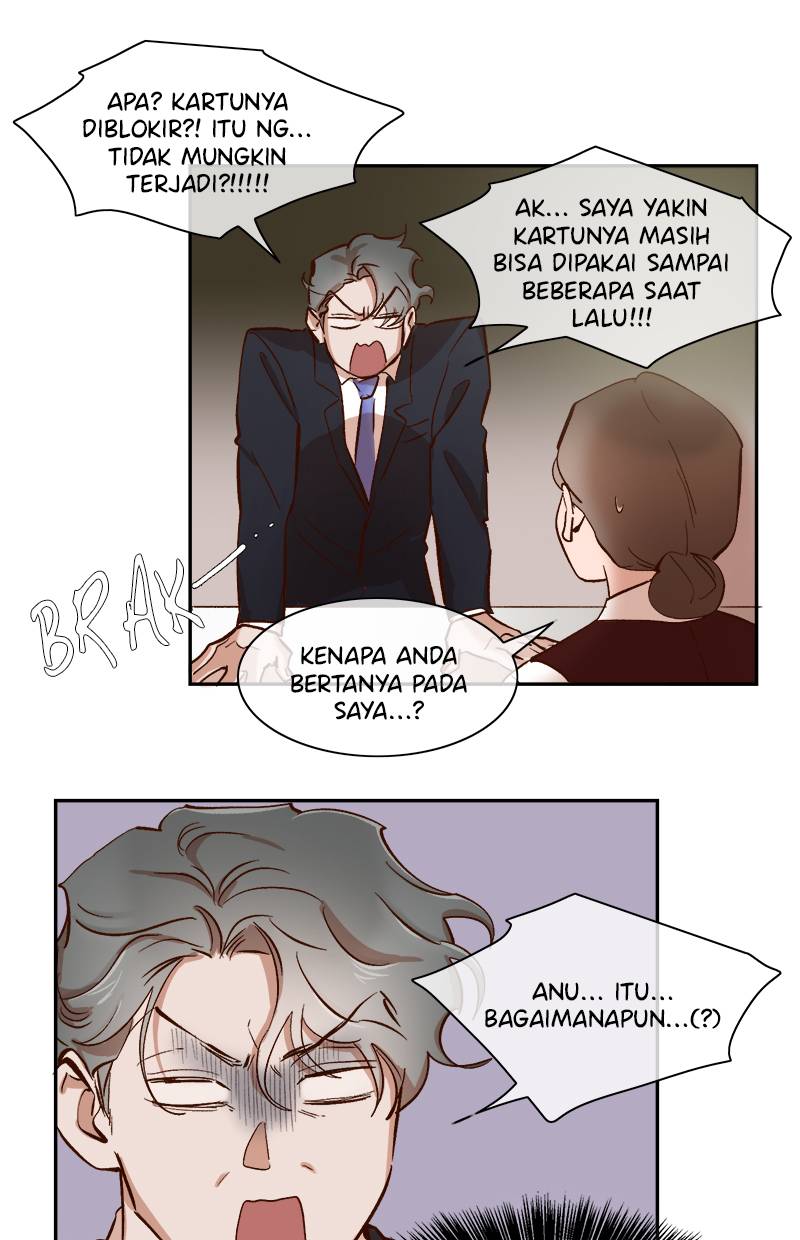 APA? KARTUNYA
DIBLOKIR?! ITU NG...
TIDAK MUNGKIN
TERJADI?!!!!!
AK... SAYA YAKIN
KARTUNYA MASIH
BISA DIPAKAI SAMPAI
BEBERAPA SAAT
LALU!!!
BRAK
KENAPA ANDA
BERTANYA PADA
SAYA...?
ANU... ITU...
BAGAIMANAPUN...(?)